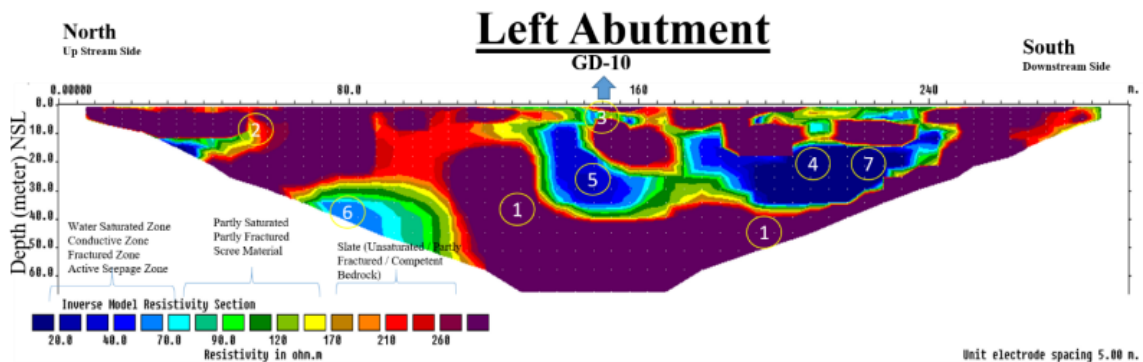 Left Abutment
North
Up Stream Side
GD-10
South
Downstream Side
0.00000 80.0 160 240 m.
Depth (meter) NSL
0.0
10.0
20.0
30.0
40.0
50.0
60.0
2
3
4
7
5
6
1
1
Water Saturated Zone
Conductive Zone
Fractured Zone
Active Seepage Zone
Partly Saturated
Partly Fractured
Scree Material
Slate (Unsaturated / Partly
Fractured / Competent
Bedrock)
Inverse Model Resistivity Section
20.0 40.0 70.0 90.0 120 170 210 260
Resistivity in ohm.m
Unit electrode spacing 5.00 m.